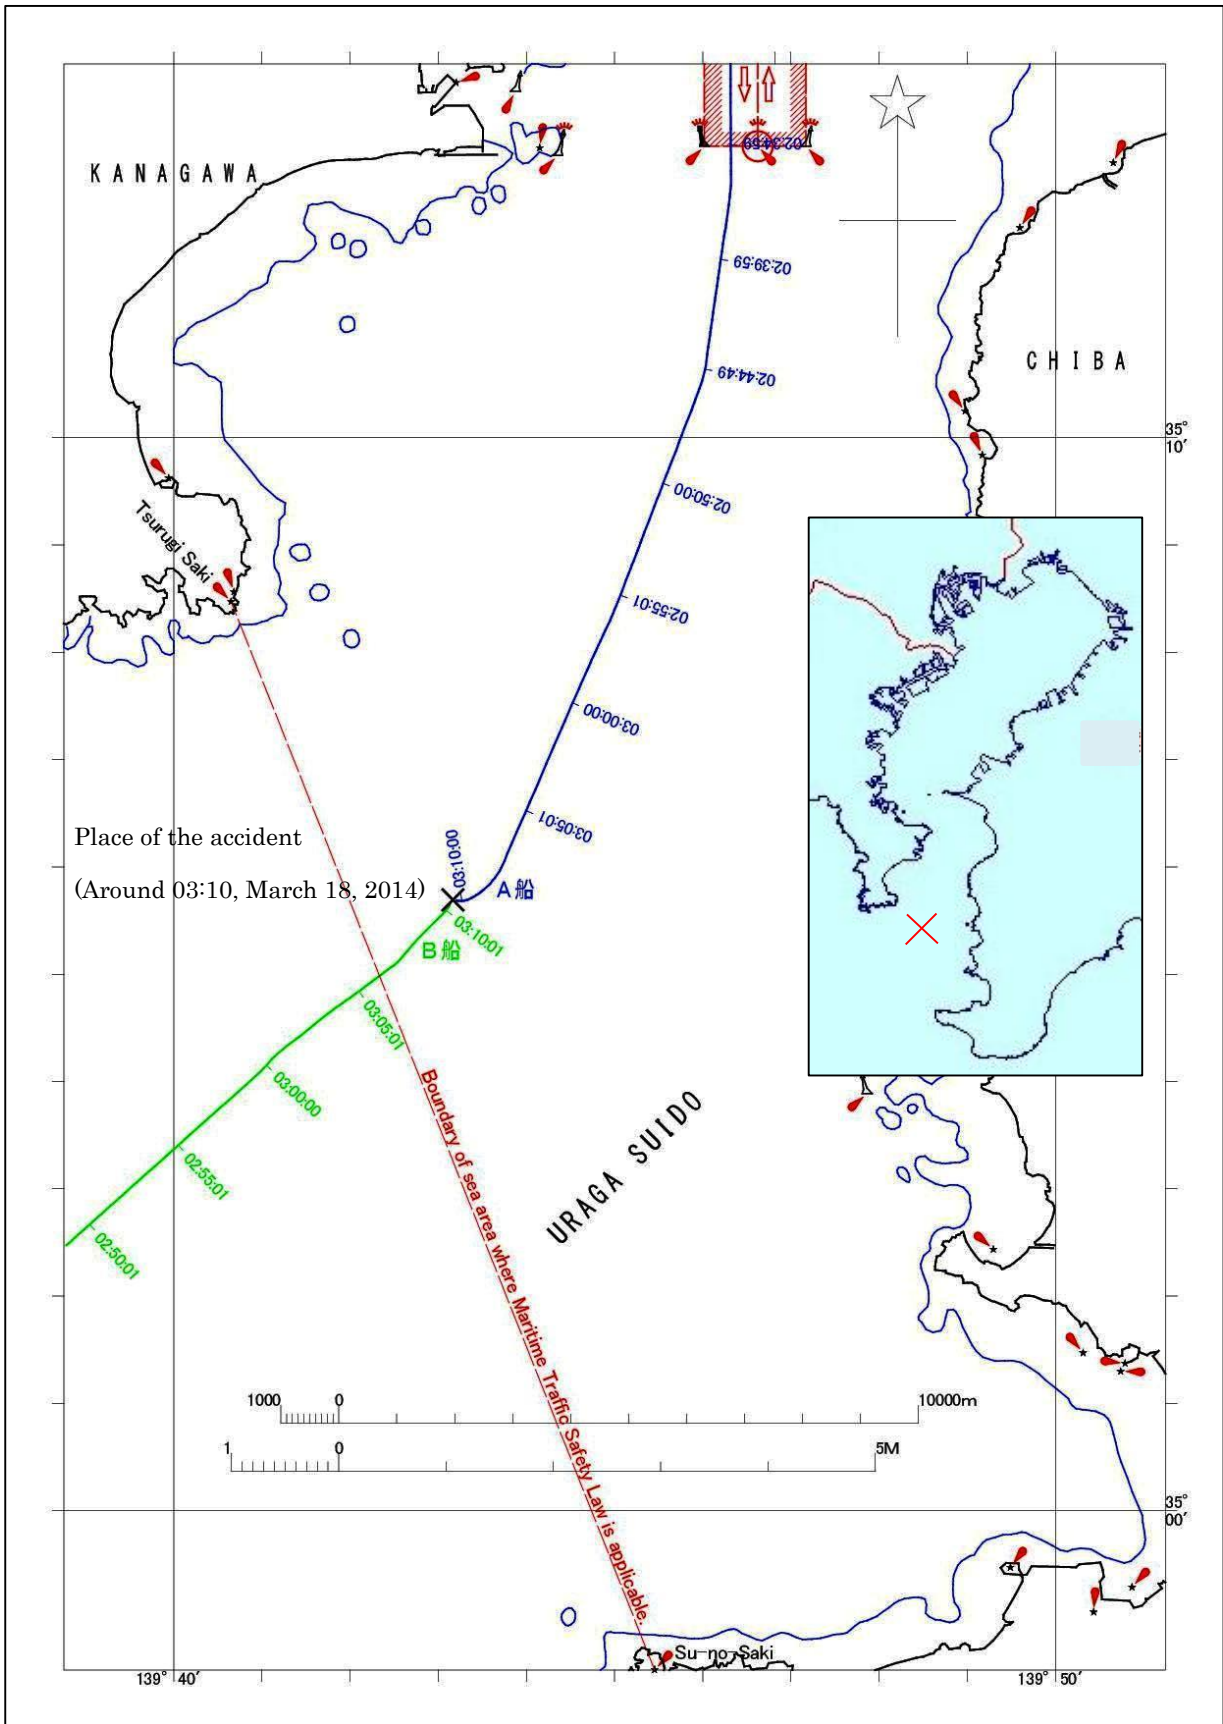 KANAGAWA
02:34:59
02:39:59
CHIBA
02:44:49
35°
10′
02:50:00
Tsurugi Saki
02:55:01
03:00:00
03:05:01
Place of the accident
(Around 03:10, March 18, 2014)
03:10:00
A船
03:10:01
B船
03:05:01
03:00:00
02:55:01
02:50:01
Boundary of sea area where Maritime Traffic Safety Law is applicable.
URAGA SUIDO
1000 0 10000m
1 0 5M
35°
00′
Su-no-Saki
139°40′ 139°50′